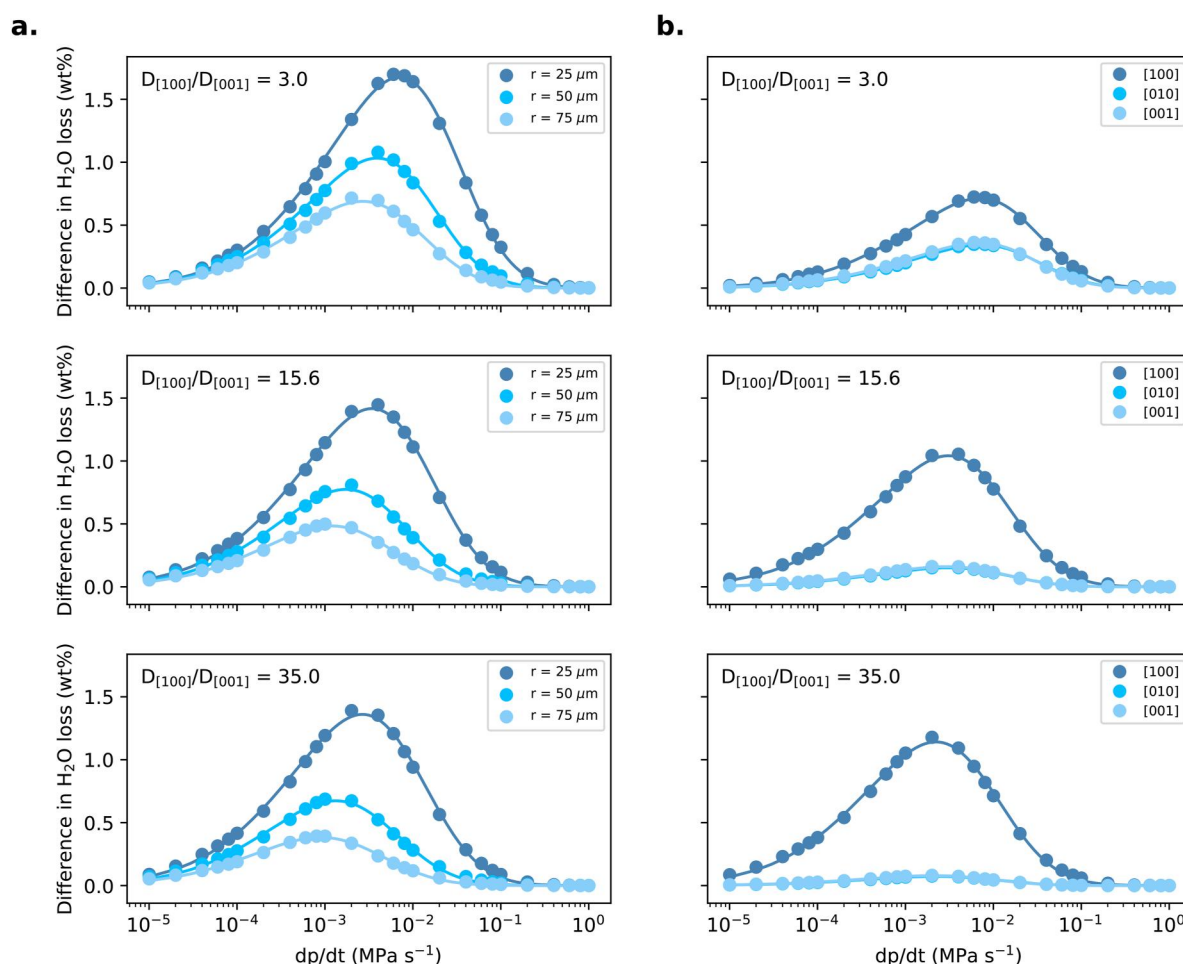 a.
Difference in H₂O loss (wt%)
D[100]/D[001] = 3.0
r = 25 μm
r = 50 μm
r = 75 μm
1.5
1.0
0.5
0.0
Difference in H₂O loss (wt%)
D[100]/D[001] = 15.6
r = 25 μm
r = 50 μm
r = 75 μm
1.5
1.0
0.5
0.0
Difference in H₂O loss (wt%)
D[100]/D[001] = 35.0
r = 25 μm
r = 50 μm
r = 75 μm
1.5
1.0
0.5
0.0
10⁻⁵ 10⁻⁴ 10⁻³ 10⁻² 10⁻¹ 10⁰
dp/dt (MPa s⁻¹)
b.
D[100]/D[001] = 3.0
[100]
[010]
[001]
D[100]/D[001] = 15.6
[100]
[010]
[001]
D[100]/D[001] = 35.0
[100]
[010]
[001]
10⁻⁵ 10⁻⁴ 10⁻³ 10⁻² 10⁻¹ 10⁰
dp/dt (MPa s⁻¹)